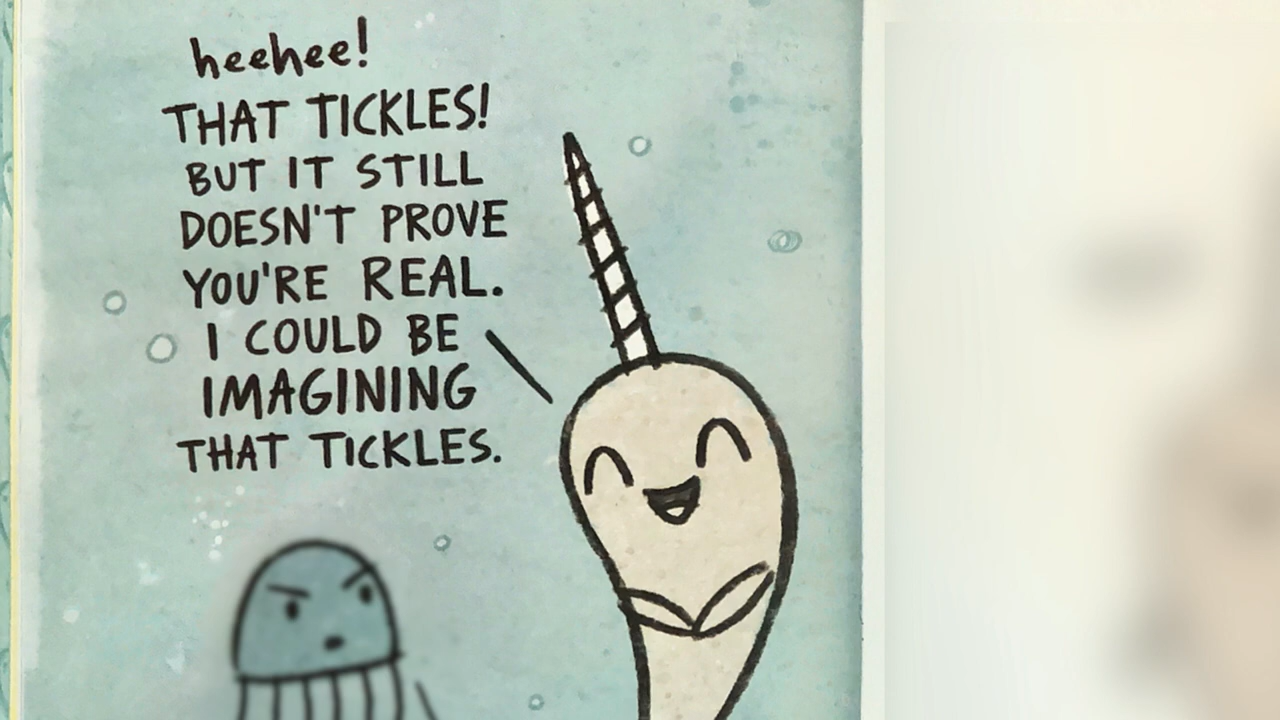 heehee!
THAT TICKLES!
BUT IT STILL
DOESN'T PROVE
YOU'RE REAL.
I COULD BE
IMAGINING
THAT TICKLES.